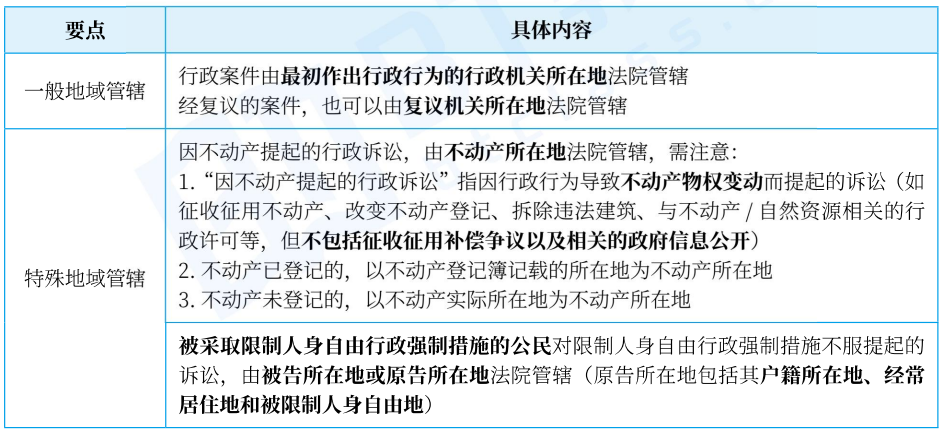 要点
具体内容
一般地域管辖
行政案件由最初作出行政行为的行政机关所在地法院管辖
经复议的案件，也可以由复议机关所在地法院管辖
特殊地域管辖
因不动产提起的行政诉讼，由不动产所在地法院管辖，需注意：
1. “因不动产提起的行政诉讼”指因行政行为导致不动产物权变动而提起的诉讼（如
征收征用不动产、改变不动产登记、拆除违法建筑、与不动产 / 自然资源相关的行
政许可等，但不包括征收征用补偿争议以及相关的政府信息公开）
2. 不动产已登记的，以不动产登记簿记载的所在地为不动产所在地
3. 不动产未登记的，以不动产实际所在地为不动产所在地
被采取限制人身自由行政强制措施的公民对限制人身自由行政强制措施不服提起的
诉讼，由被告所在地或原告所在地法院管辖（原告所在地包括其户籍所在地、经常
居住地和被限制人身自由地）